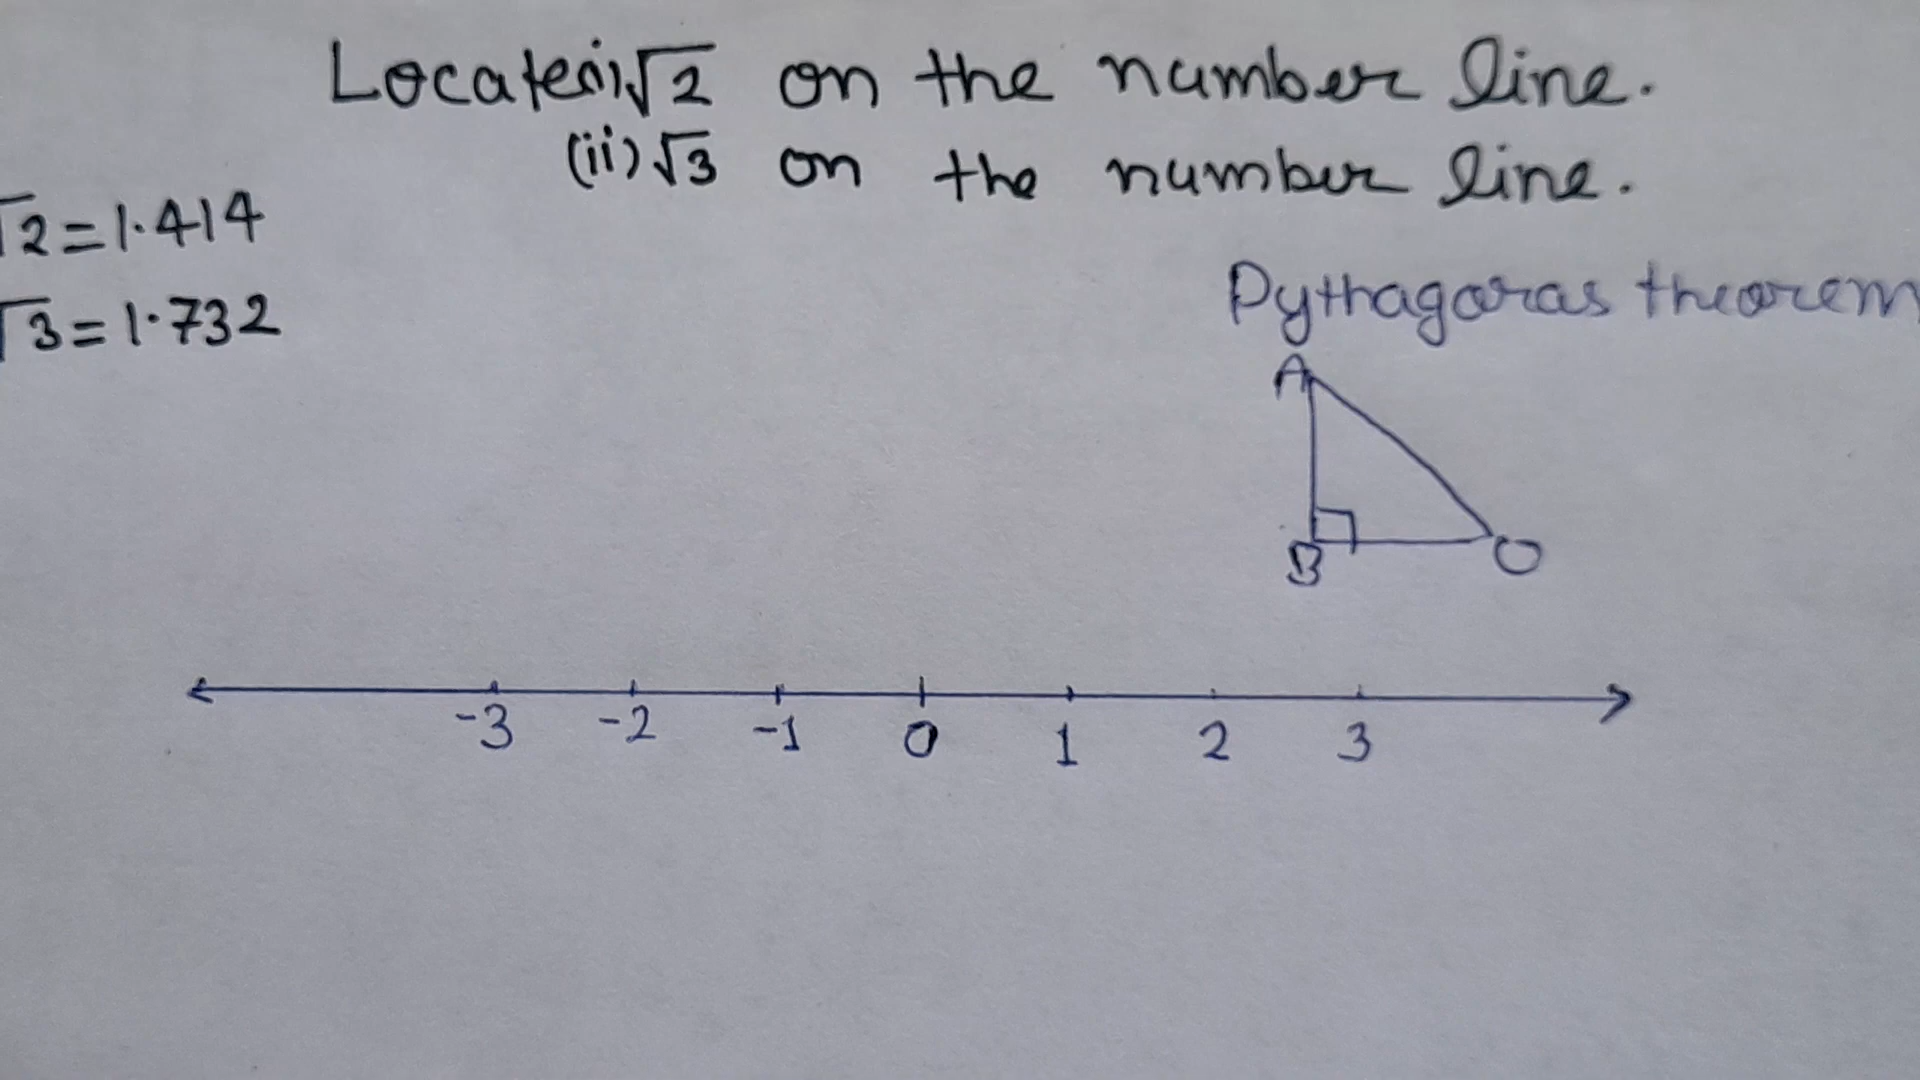 Locate(i)√2 on the number line.
(ii)√3 on the number line.
√2=1.414
√3=1.732
Pythagoras theorem
A
B O
-3 -2 -1 0 1 2 3